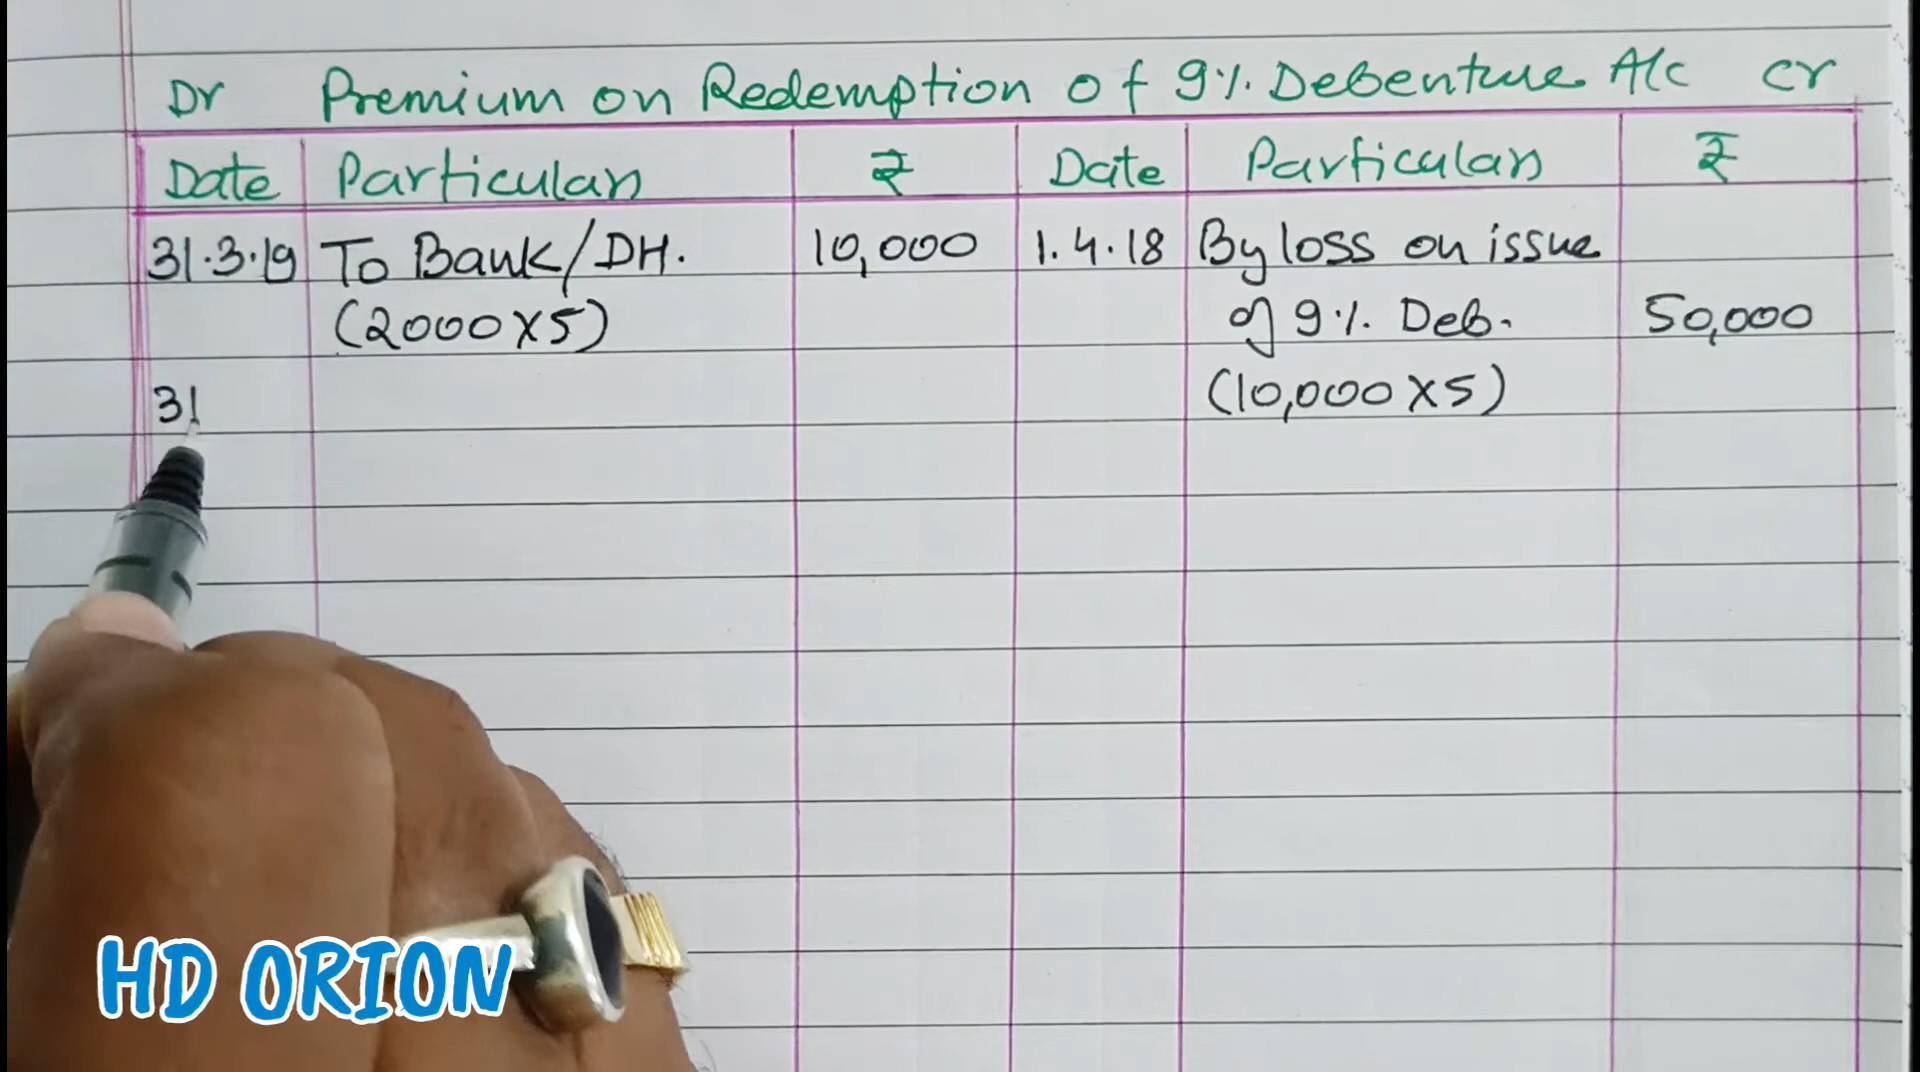 Dr Premium on Redemption of 9%. Debenture A/c cr
Date Particulars ₹ Date Particulars ₹
31.3.19 To Bank/DH. 10,000 1.4.18 By loss on issue
(2000X5) of 9%. Deb. 50,000
31 (10,000X5)
HD ORION